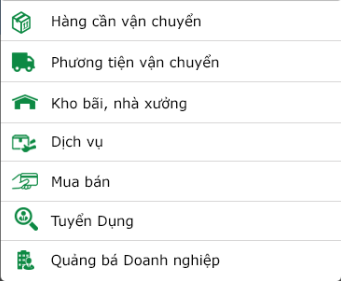 Hàng cần vận chuyển
Phương tiện vận chuyển
Kho bãi, nhà xưởng
Dịch vụ
Mua bán
Tuyển Dụng
Quảng bá Doanh nghiệp